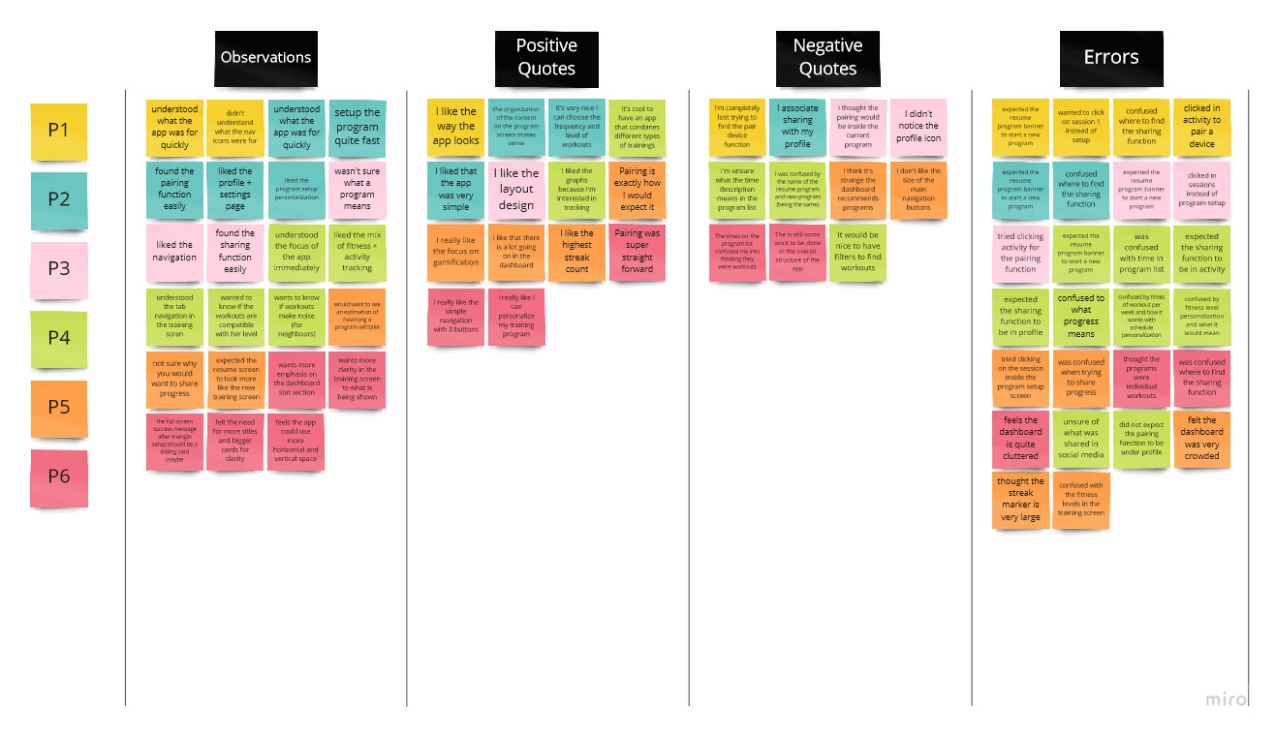 Observations
Positive
Quotes
Negative
Quotes
Errors
P1
P2
P3
P4
P5
P6
understood
what the
app was for
quickly
didn't
understand
what the nav
icons were for
understood
what the
app was for
quickly
setup the
program
quite fast
found the
pairing
function
easily
liked the
profile +
settings
page
liked the
program setup
personalization
wasn't sure
what a
program
means
liked the
navigation
found the
sharing
function
easily
understood
the focus of
the app
immediately
liked the mix
of fitness +
activity
tracking
understood
the tab
navigation in
the training
scren
wanted to
know if the
workouts are
compatible
with her level
wants to know
if workouts
make noise
(for
neighboors)
would want to see
an estimation of
how long a
program will take
not sure why
you would
want to share
progress
expected the
resume screen
to look more
like the new
training screen
wants more
emphasis on
the dashboard
stat section
wants more
clarity in the
training screen
to what is
being shown
the full screen
success message
after traingin
setup should be a
sliding card
maybe
felt the need
for more titles
and bigger
cards for
clarity
feels the app
could use
more
horizontal and
vertical space
I like the
way the
app looks
the organization
of the content
on the program
screen makes
sense
it's very nice I
can choose the
frequency and
level of
workouts
It's cool to
have an app
that combines
different types
of trainings
I liked that
the app
was very
simple
I like the
layout
design
I liked the
graphs
because I'm
interested in
tracking
Pairing is
exactly how
I would
expect it
I really like
the focus on
gamification
I like that there
is a lot going
on in the
dashboard
I like the
highest
streak
count
Pairing was
super
straight
forward
I really like the
simple
navigation
with 3 buttons
I really like I
can
personalize
my training
program
I'm completely
lost trying to
find the pair
device
function
I associate
sharing
with my
profile
I thought the
pairing would
be inside the
current
program
I didn't
notice the
profile icon
I'm unsure
what the time
description
means in the
program list
I was confused by
the name of the
resume program
and new program
(being the same)
I think it's
strange the
dashboard
recommends
programs
I don't like the
size of the
main
navigation
buttons
The times on the
program list
confused me into
thinking they
were workouts
The is still some
work to be done
in the overall
structure of the
app
It would be
nice to have
filters to find
workouts
expected the
resume
program banner
to start a new
program
wanted to click
on session 1
instead of
setup
confused
where to find
the sharing
function
clicked in
activity to
pair a
device
expected the
resume
program banner
to start a new
program
confused
where to find
the sharing
function
expected the
resume
program banner
to start a new
program
clicked in
sessions
instead of
program setup
tried clicking
activity for
the pairing
function
expected the
resume
program banner
to start a new
program
was
confused
with time in
program list
expected
the sharing
function to
be in activity
expected
the sharing
function to
be in profile
confused to
what
progress
means
confused by times
of workout per
week and how it
works with
schedule
personalization
confused by
fitness level
personalization
and what it
would mean
tried clicking
on the session
inside the
program setup
screen
was confused
when trying
to share
progress
thought the
programs
were
individual
workouts
was confused
where to find
the sharing
function
feels the
dashboard
is quite
cluttered
unsure of
what was
shared in
social media
did not expect
the pairing
function to be
under profile
felt the
dashboard
was very
crowded
thought the
streak
marker is
very large
confused with
the fitness
levels in the
training screen
miro